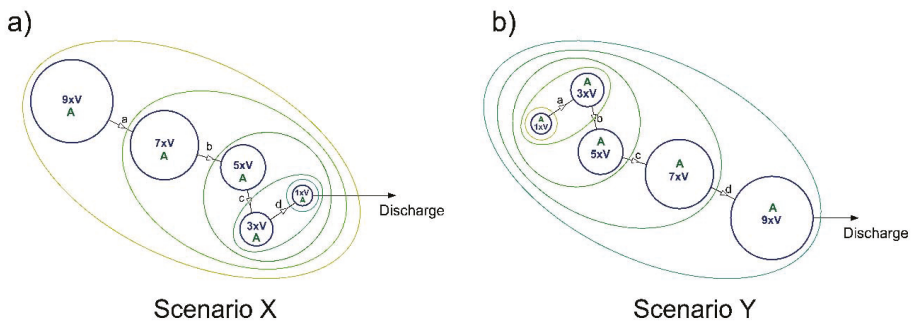 a)
9xV
A
a
7xV
A
b
5xV
A
c
d
1xV
A
3xV
A
Discharge
Scenario X
b)
A
3xV
a
A
1xV
b
A
5xV
c
A
7xV
d
A
9xV
Discharge
Scenario Y